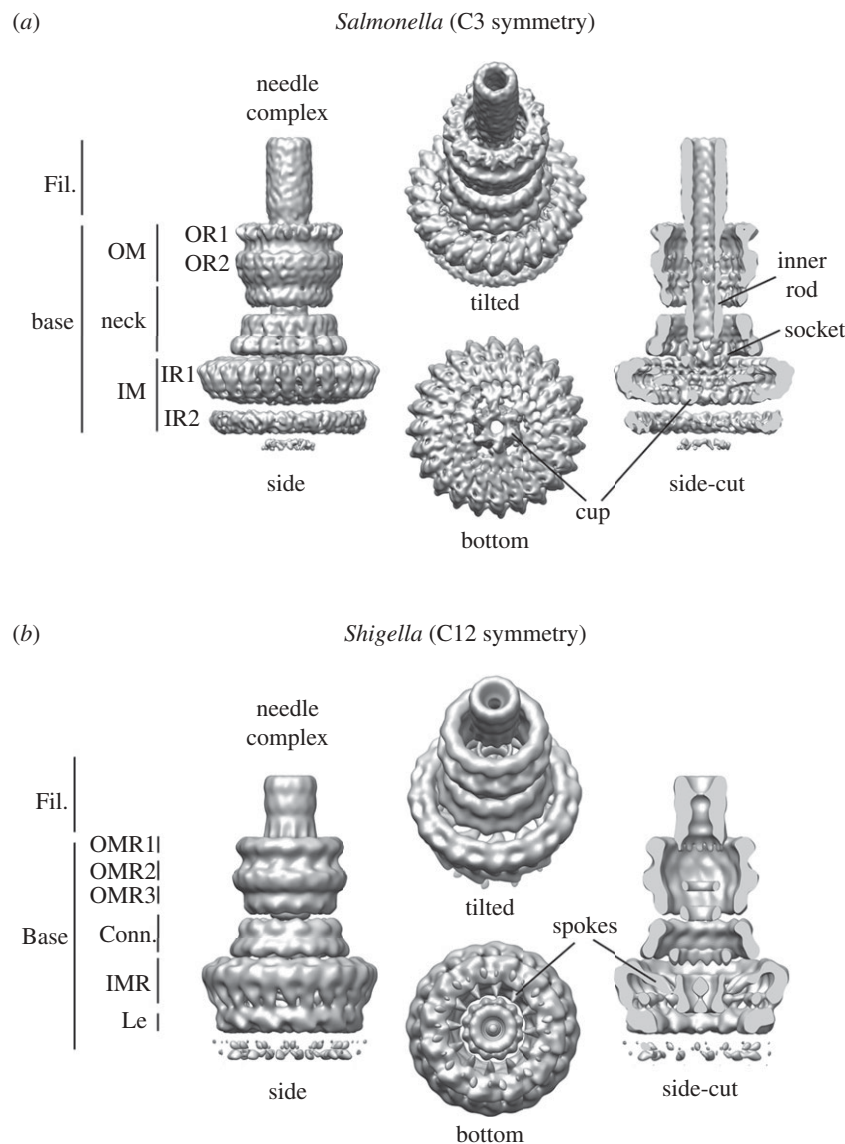 (a) Salmonella (C3 symmetry)
needle
complex
Fil.
base
OM
neck
IM
OR1
OR2
IR1
IR2
side
tilted
bottom
cup
inner
rod
socket
side-cut
(b) Shigella (C12 symmetry)
needle
complex
Fil.
Base
OMR1
OMR2
OMR3
Conn.
IMR
Le
side
tilted
spokes
bottom
side-cut